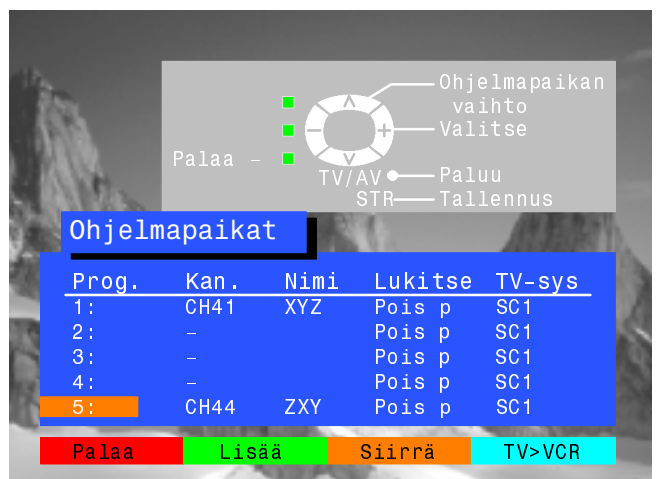 Ohjelmapaikan
vaihto
Valitse
Palaa –
TV/AV Paluu
STR Tallennus
Ohjelmapaikat
Prog. Kan. Nimi Lukitse TV-sys
1: CH41 XYZ Pois p SC1
2: – Pois p SC1
3: – Pois p SC1
4: – Pois p SC1
5: CH44 ZXY Pois p SC1
Palaa Lisää Siirrä TV>VCR